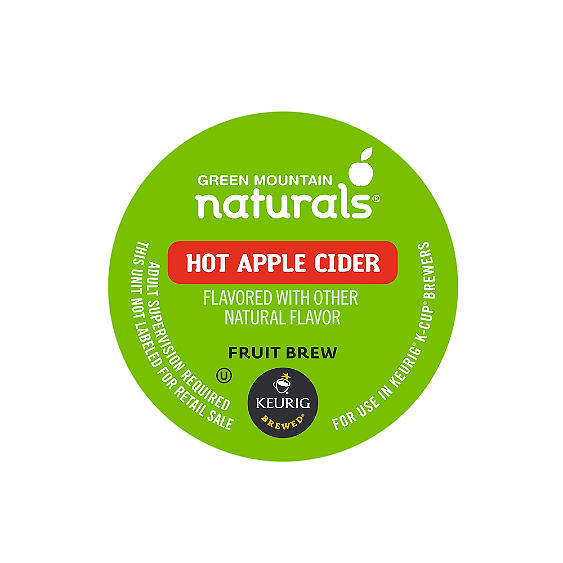 GREEN MOUNTAIN
naturals®
HOT APPLE CIDER
FLAVORED WITH OTHER
NATURAL FLAVOR
FRUIT BREW
U
KEURIG
BREWED®
ADULT SUPERVISION REQUIRED
THIS UNIT NOT LABELED FOR RETAIL SALE
FOR USE IN KEURIG® K-CUP® BREWERS